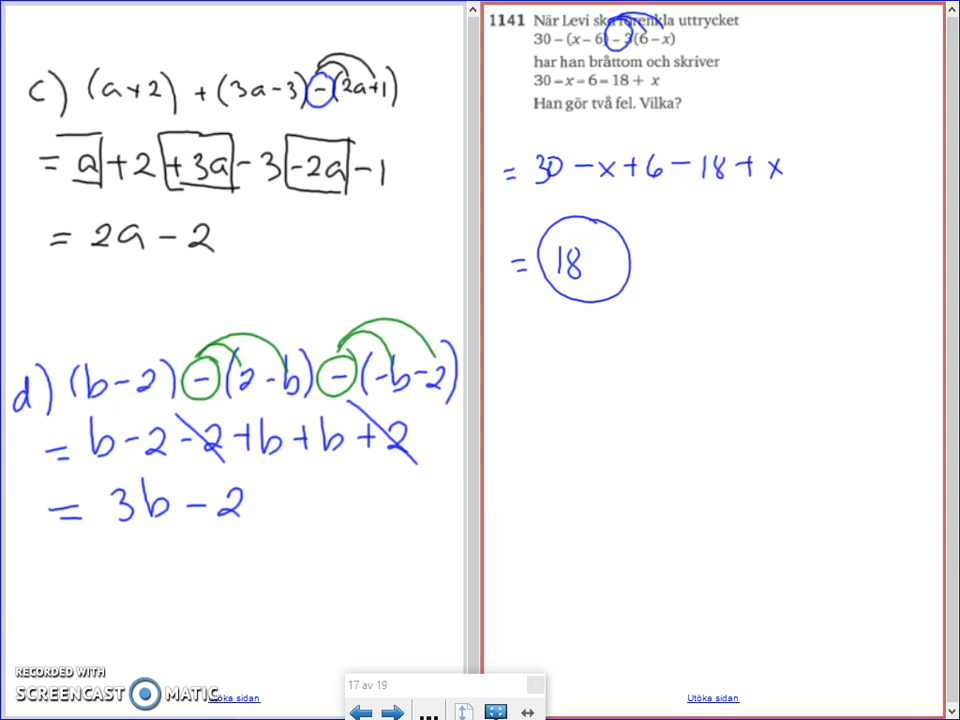 c) (a+2) + (3a-3) - (2a+1)
= a + 2 + 3a - 3 - 2a - 1
= 2a - 2
d) (b-2) - (2-b) - (-b-2)
= b - 2 - 2 + b + b + 2
= 3b - 2
1141 När Levi ska förenkla uttrycket
30 – (x – 6) – 3(6 – x)
har han bråttom och skriver
30 – x – 6 = 18 + x
Han gör två fel. Vilka?
= 30 - x + 6 - 18 + x
= 18
RECORDED WITH
SCREENCAST MATIC
Utöka sidan
17 av 19
Utöka sidan